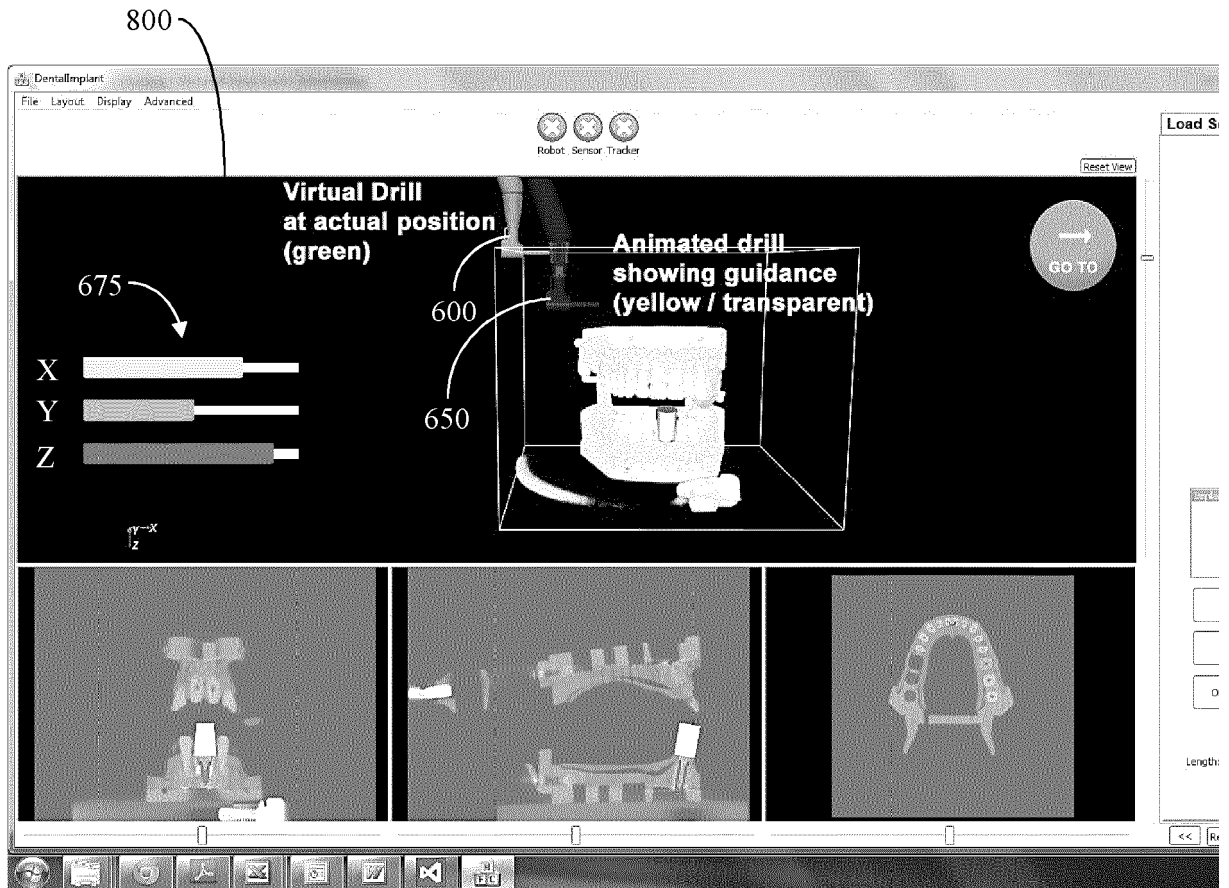 800
DentalImplant
File Layout Display Advanced
Robot Sensor Tracker
Load
Reset View
Virtual Drill
at actual position
(green)
Animated drill
showing guidance
(yellow / transparent)
GO TO
675
600
650
X
Y
Z
Y X
Z
Length:
<<